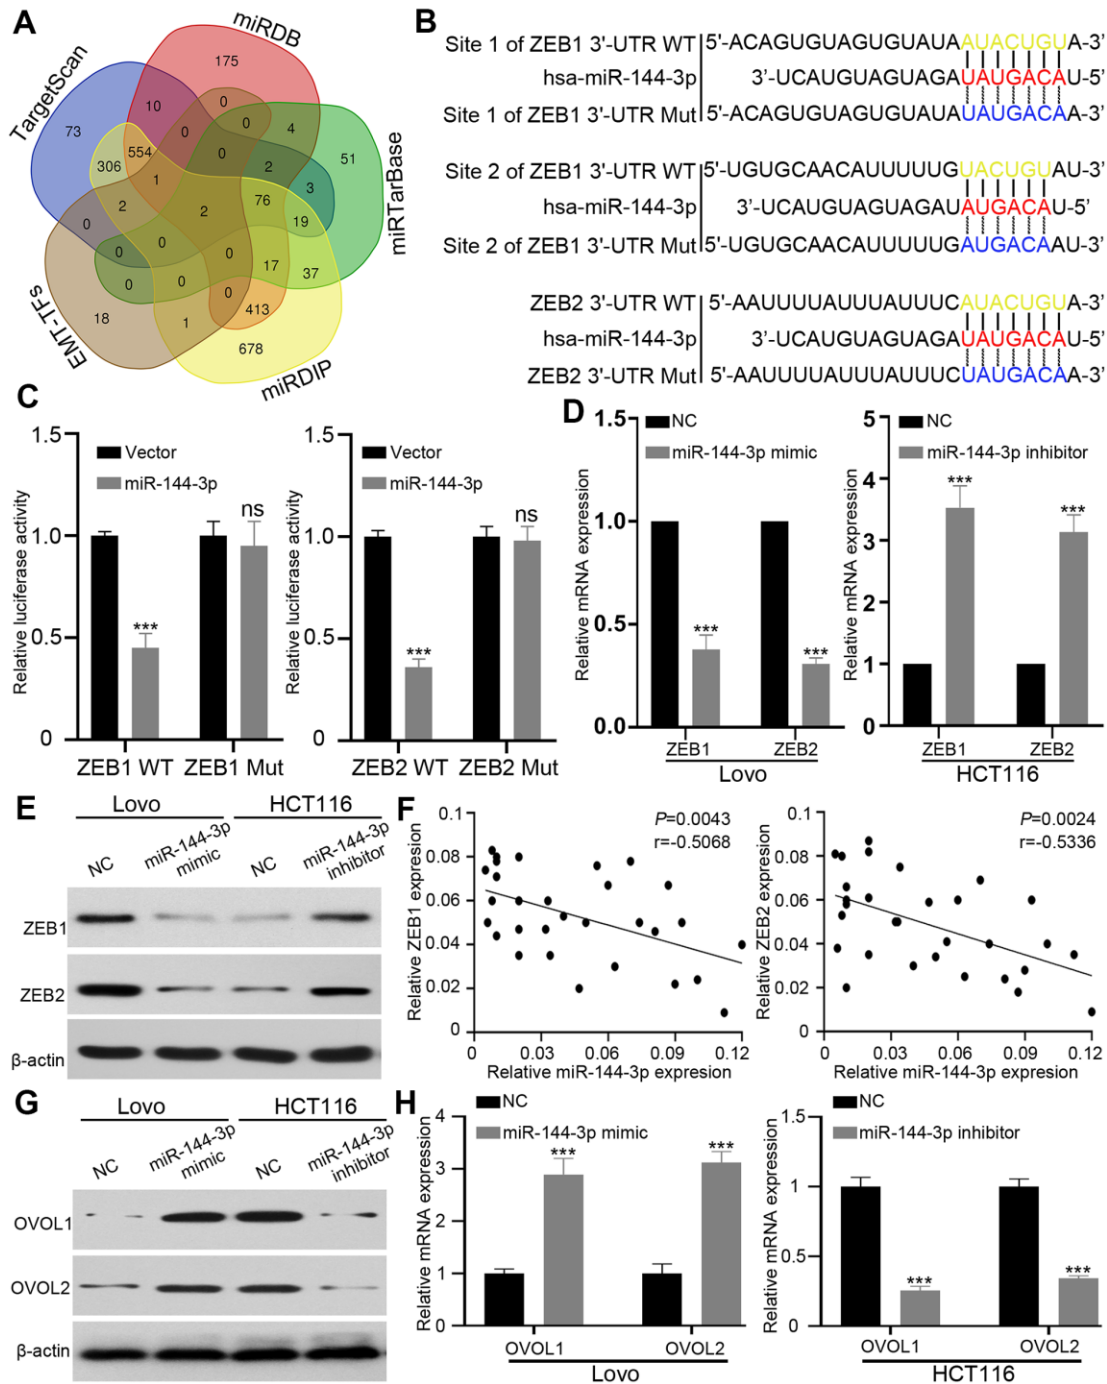 A
miRDB
TargetScan
miRTarBase
EMT-TFs
miRDIP
175
10
0
73
0
0
4
51
306
554
0
2
3
1
76
0
2
2
19
0
0
0
17
37
0
0
0
18
1
413
678
B
Site 1 of ZEB1 3'-UTR WT 5'-ACAGUGUAGUGUAUAAUACUGUA-3'
hsa-miR-144-3p 3'-UCAUGUAGUAGAUAUGACAU-5'
Site 1 of ZEB1 3'-UTR Mut 5'-ACAGUGUAGUGUAUAUAUGACAA-3'
Site 2 of ZEB1 3'-UTR WT 5'-UGUGCAACAUUUUUGUACUGUAU-3'
hsa-miR-144-3p 3'-UCAUGUAGUAGAUAUGACAU-5'
Site 2 of ZEB1 3'-UTR Mut 5'-UGUGCAACAUUUUUGAUGACAAU-3'
ZEB2 3'-UTR WT 5'-AAUUUUAUUUAUUUCAUACUGUA-3'
hsa-miR-144-3p 3'-UCAUGUAGUAGAUAUGACAU-5'
ZEB2 3'-UTR Mut 5'-AAUUUUAUUUAUUUCUAUGACAA-3'
C
Relative luciferase activity
1.5
1.0
0.5
0
Vector
miR-144-3p
***
ns
ZEB1 WT ZEB1 Mut
Relative luciferase activity
1.5
1.0
0.5
0
Vector
miR-144-3p
***
ns
ZEB2 WT ZEB2 Mut
D
Relative mRNA expression
1.5
1.0
0.5
0.0
NC
miR-144-3p mimic
***
***
ZEB1 ZEB2
Lovo
Relative mRNA expression
5
4
3
2
1
0
NC
miR-144-3p inhibitor
***
***
ZEB1 ZEB2
HCT116
E
Lovo HCT116
NC miR-144-3p mimic NC miR-144-3p inhibitor
ZEB1
ZEB2
β-actin
F
Relative ZEB1 expression
0.1
0.08
0.06
0.04
0.02
0
P=0.0043
r=-0.5068
0 0.03 0.06 0.09 0.12
Relative miR-144-3p expresion
Relative ZEB2 expression
0.1
0.08
0.06
0.04
0.02
0
P=0.0024
r=-0.5336
0 0.03 0.06 0.09 0.12
Relative miR-144-3p expresion
G
Lovo HCT116
NC miR-144-3p mimic NC miR-144-3p inhibitor
OVOL1
OVOL2
β-actin
H
Relative mRNA expression
4
3
2
1
0
NC
miR-144-3p mimic
***
***
OVOL1 OVOL2
Lovo
Relative mRNA expression
1.5
1
0.5
0
NC
miR-144-3p inhibitor
***
***
OVOL1 OVOL2
HCT116